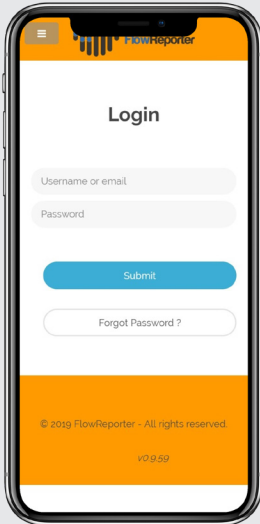 FlowReporter
Login
Username or email
Password
Submit
Forgot Password ?
© 2019 FlowReporter - All rights reserved.
v0.9.59